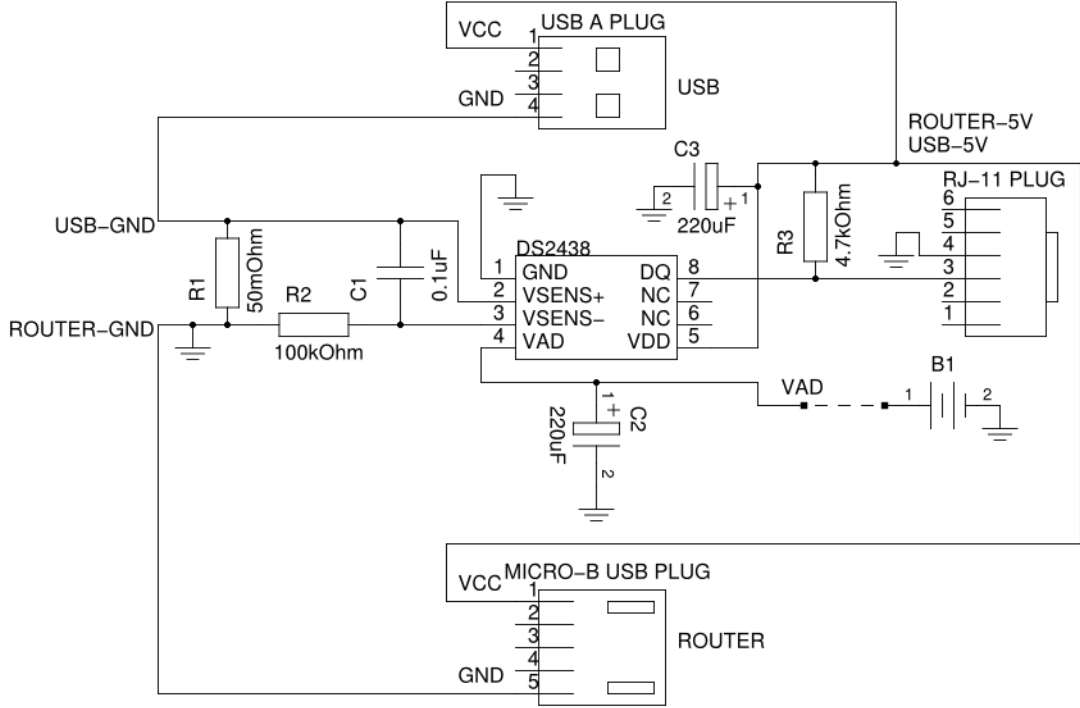 USB A PLUG
VCC
1
2
3
GND
4
USB
ROUTER–5V
USB–5V
C3
2
+
1
220uF
RJ–11 PLUG
6
5
4
3
2
1
R3
4.7kOhm
USB–GND
R1
50mOhm
R2
100kOhm
C1
0.1uF
ROUTER–GND
DS2438
1 GND DQ 8
2 VSENS+ NC 7
3 VSENS– NC 6
4 VAD VDD 5
VAD
B1
1
2
1
+
C2
220uF
2
MICRO–B USB PLUG
VCC
1
2
3
4
GND
5
ROUTER